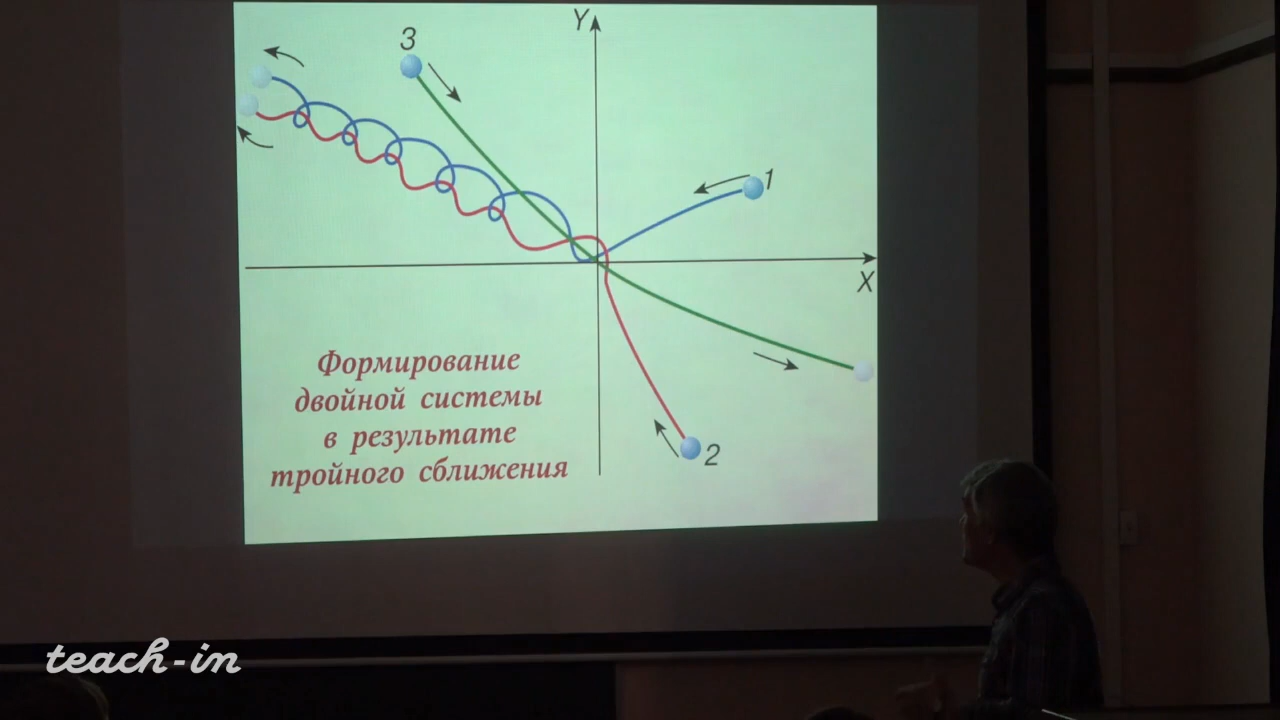 Y
3
1
X
2
Формирование
двойной системы
в результате
тройного сближения
teach-in